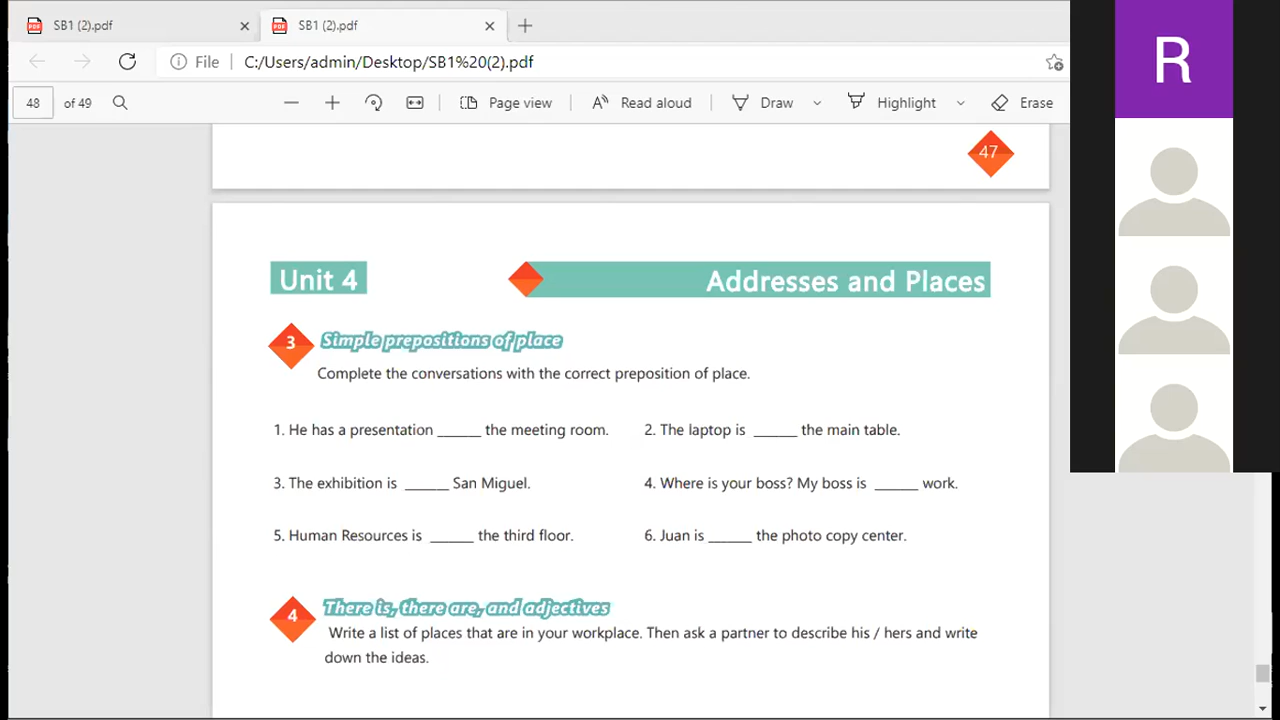 SB1 (2).pdf
SB1 (2).pdf
File C:/Users/admin/Desktop/SB1%20(2).pdf
48 of 49 Page view Read aloud Draw Highlight Erase
R
47
Unit 4
Addresses and Places
3 Simple prepositions of place
Complete the conversations with the correct preposition of place.
1. He has a presentation ______ the meeting room.
2. The laptop is ______ the main table.
3. The exhibition is ______ San Miguel.
4. Where is your boss? My boss is ______ work.
5. Human Resources is ______ the third floor.
6. Juan is ______ the photo copy center.
4 There is, there are, and adjectives
Write a list of places that are in your workplace. Then ask a partner to describe his / hers and write
down the ideas.